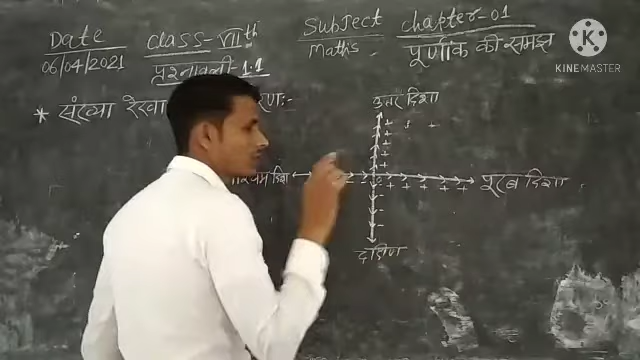 Date
CLASS- VIIth
Subject
Chapter-01
06/04/2021
Maths
पूर्णांक की समझ
प्रश्नावली 1.1
* संख्या रेखा
उत्तर दिशा
पूरब दिशा
दक्षिण
KINEMASTER